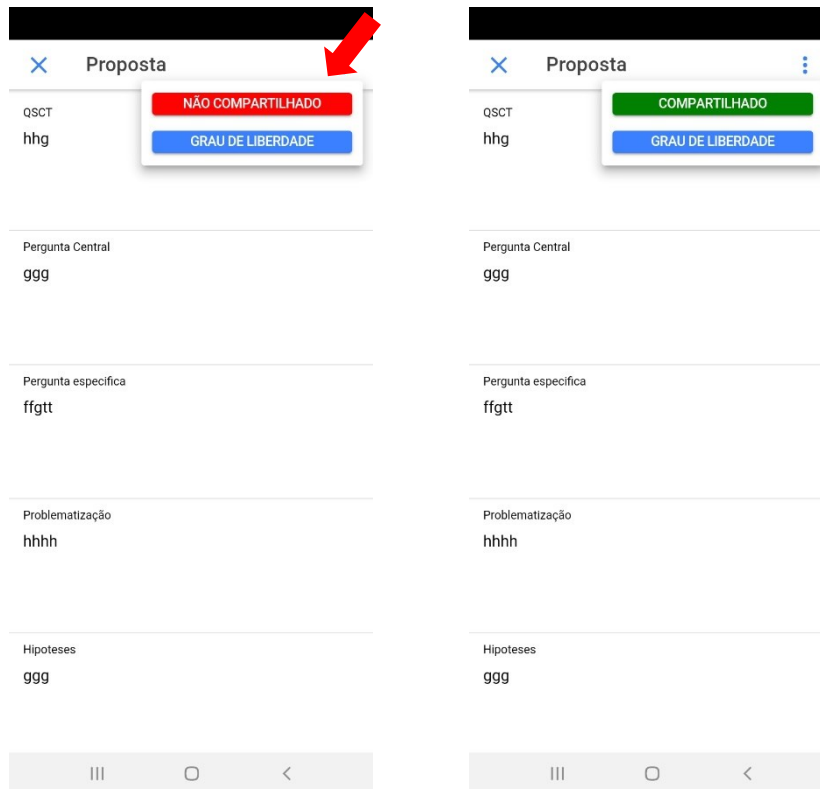 Proposta
NÃO COMPARTILHADO
QSCT
hhg
GRAU DE LIBERDADE
Pergunta Central
ggg
Pergunta especifica
ffgtt
Problematização
hhhh
Hipoteses
ggg
Proposta
COMPARTILHADO
QSCT
hhg
GRAU DE LIBERDADE
Pergunta Central
ggg
Pergunta especifica
ffgtt
Problematização
hhhh
Hipoteses
ggg